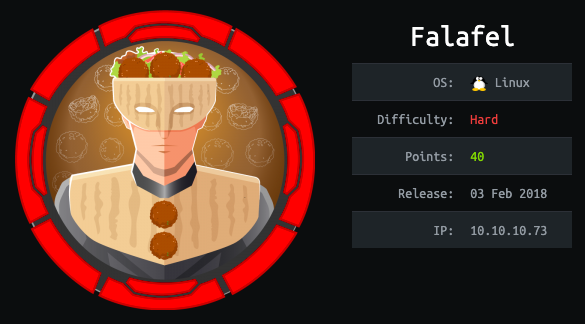 Falafel
OS: Linux
Difficulty: Hard
Points: 40
Release: 03 Feb 2018
IP: 10.10.10.73